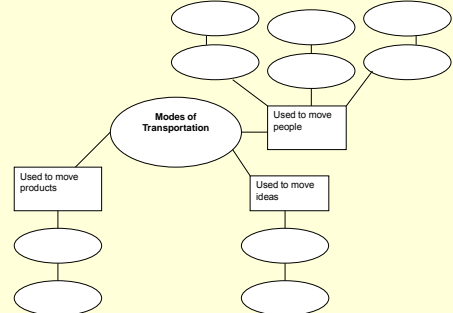 Modes of
Transportation
Used to move
people
Used to move
products
Used to move
ideas